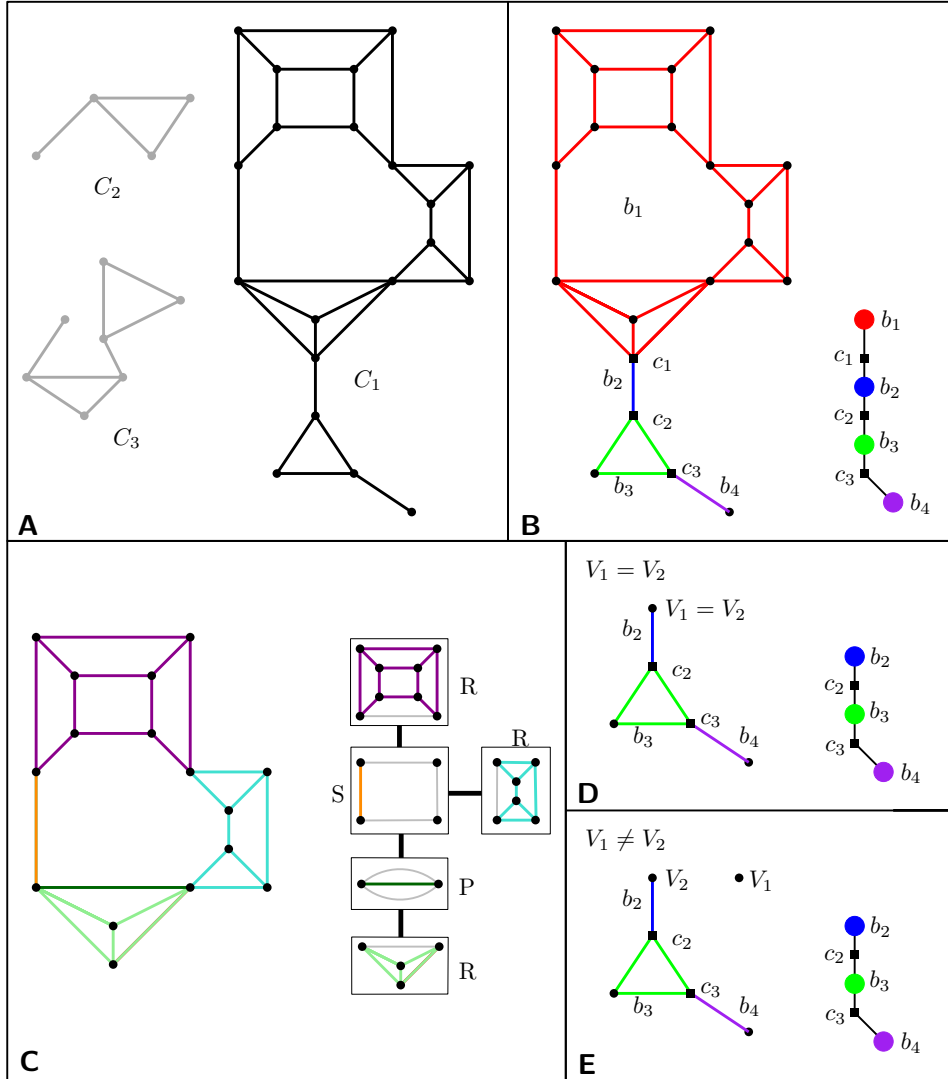 C₂
C₃
C₁
A
b₁
c₁
b₂
c₂
c₃
b₃
b₄
b₁
c₁
b₂
c₂
b₃
c₃
b₄
B
R
R
S
P
R
C
V₁ = V₂
V₁ = V₂
b₂
c₂
c₃
b₃
b₄
b₂
c₂
b₃
c₃
b₄
D
V₁ ≠ V₂
V₂
V₁
b₂
c₂
c₃
b₃
b₄
b₂
c₂
b₃
c₃
b₄
E